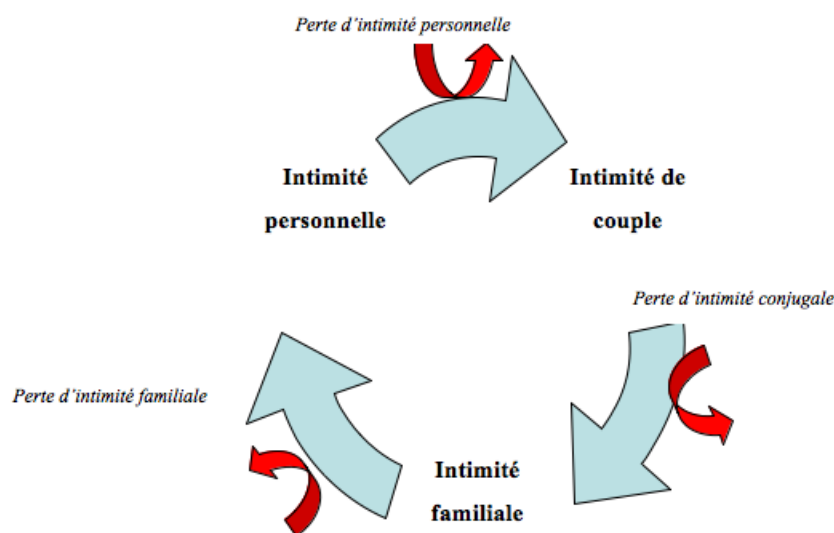 Perte d’intimité personnelle
Intimité
personnelle
Intimité de
couple
Perte d’intimité conjugale
Perte d’intimité familiale
Intimité
familiale